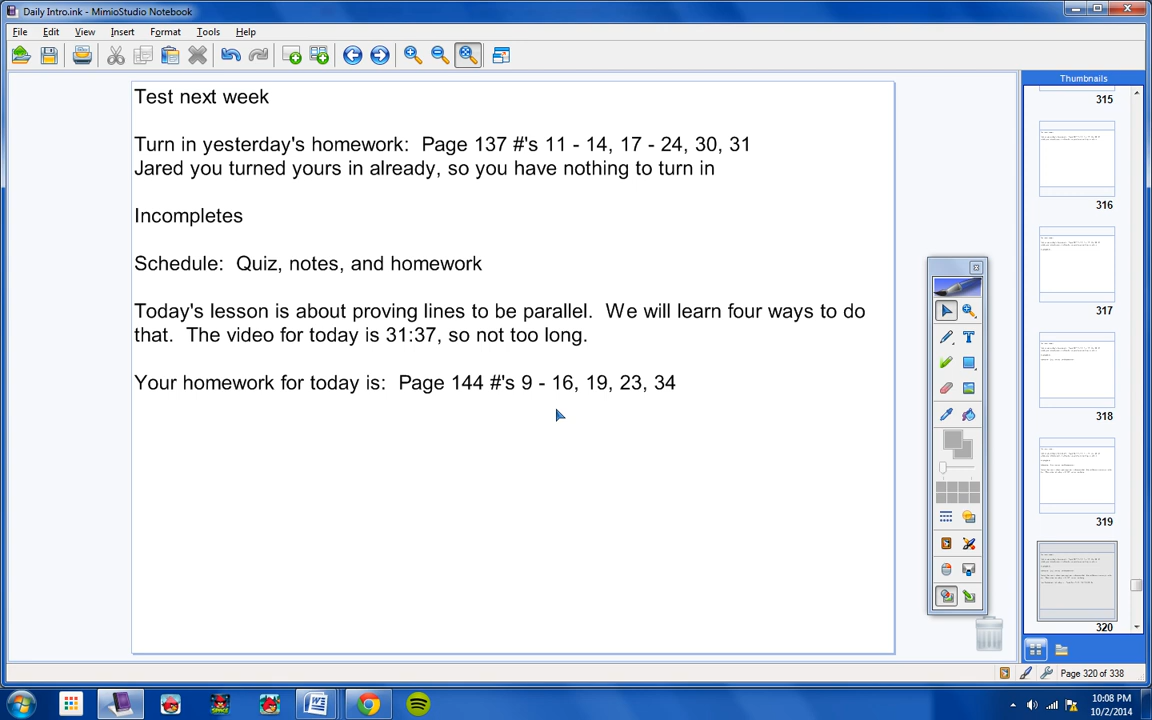 Daily Intro.ink - MimioStudio Notebook
File Edit View Insert Format Tools Help
Test next week
Turn in yesterday's homework: Page 137 #'s 11 - 14, 17 - 24, 30, 31
Jared you turned yours in already, so you have nothing to turn in
Incompletes
Schedule: Quiz, notes, and homework
Today's lesson is about proving lines to be parallel. We will learn four ways to do
that. The video for today is 31:37, so not too long.
Your homework for today is: Page 144 #'s 9 - 16, 19, 23, 34
Thumbnails
315
316
317
318
319
320
Page 320 of 338
10:08 PM
10/2/2014